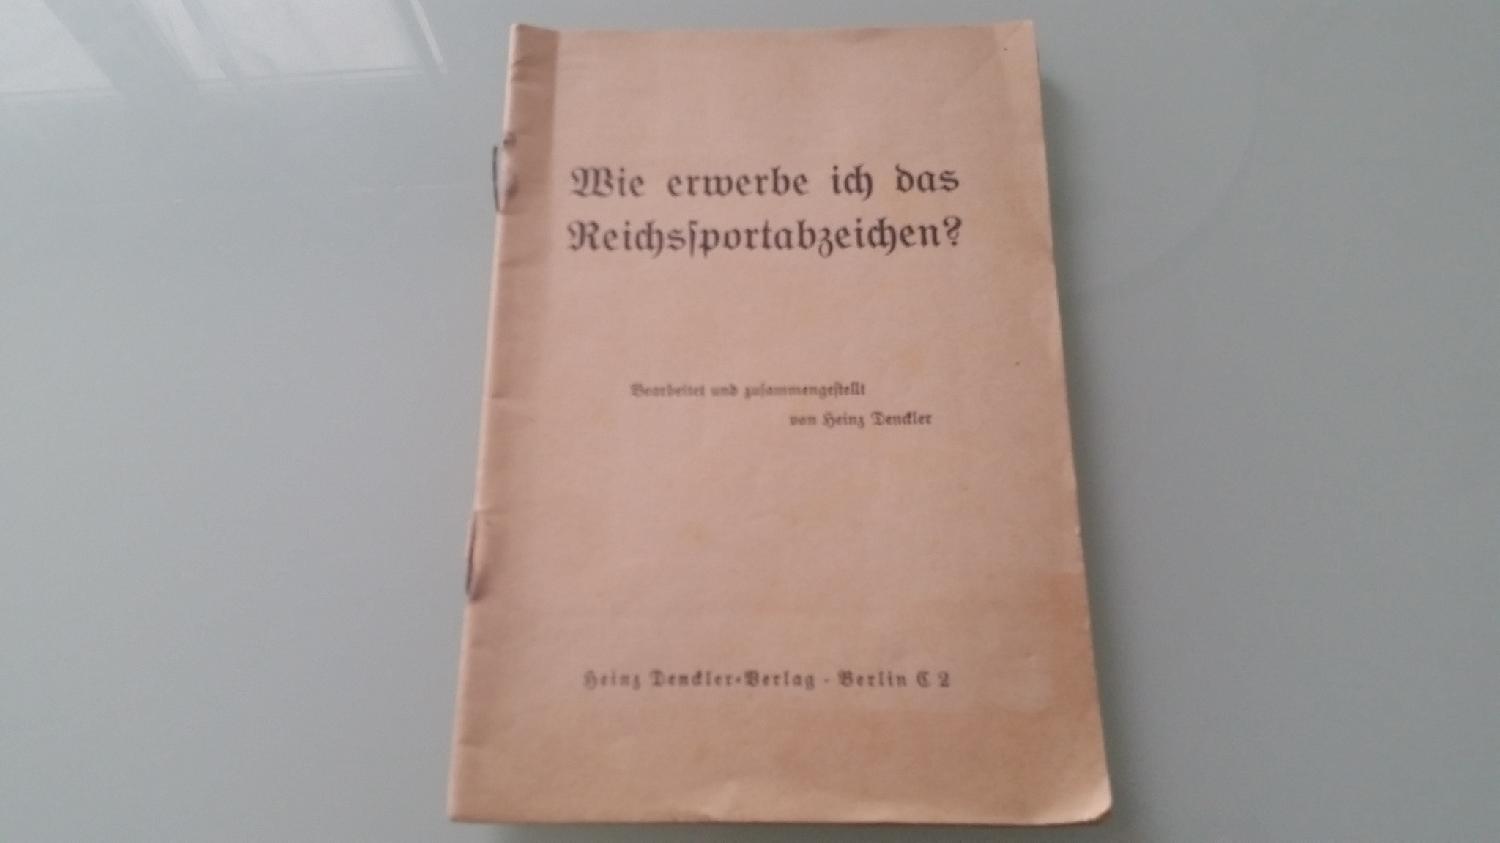 Wie erwerbe ich das
Reichssportabzeichen?
Bearbeitet und zusammengestellt
von Heinz Denckler
Heinz Denckler-Verlag - Berlin C 2